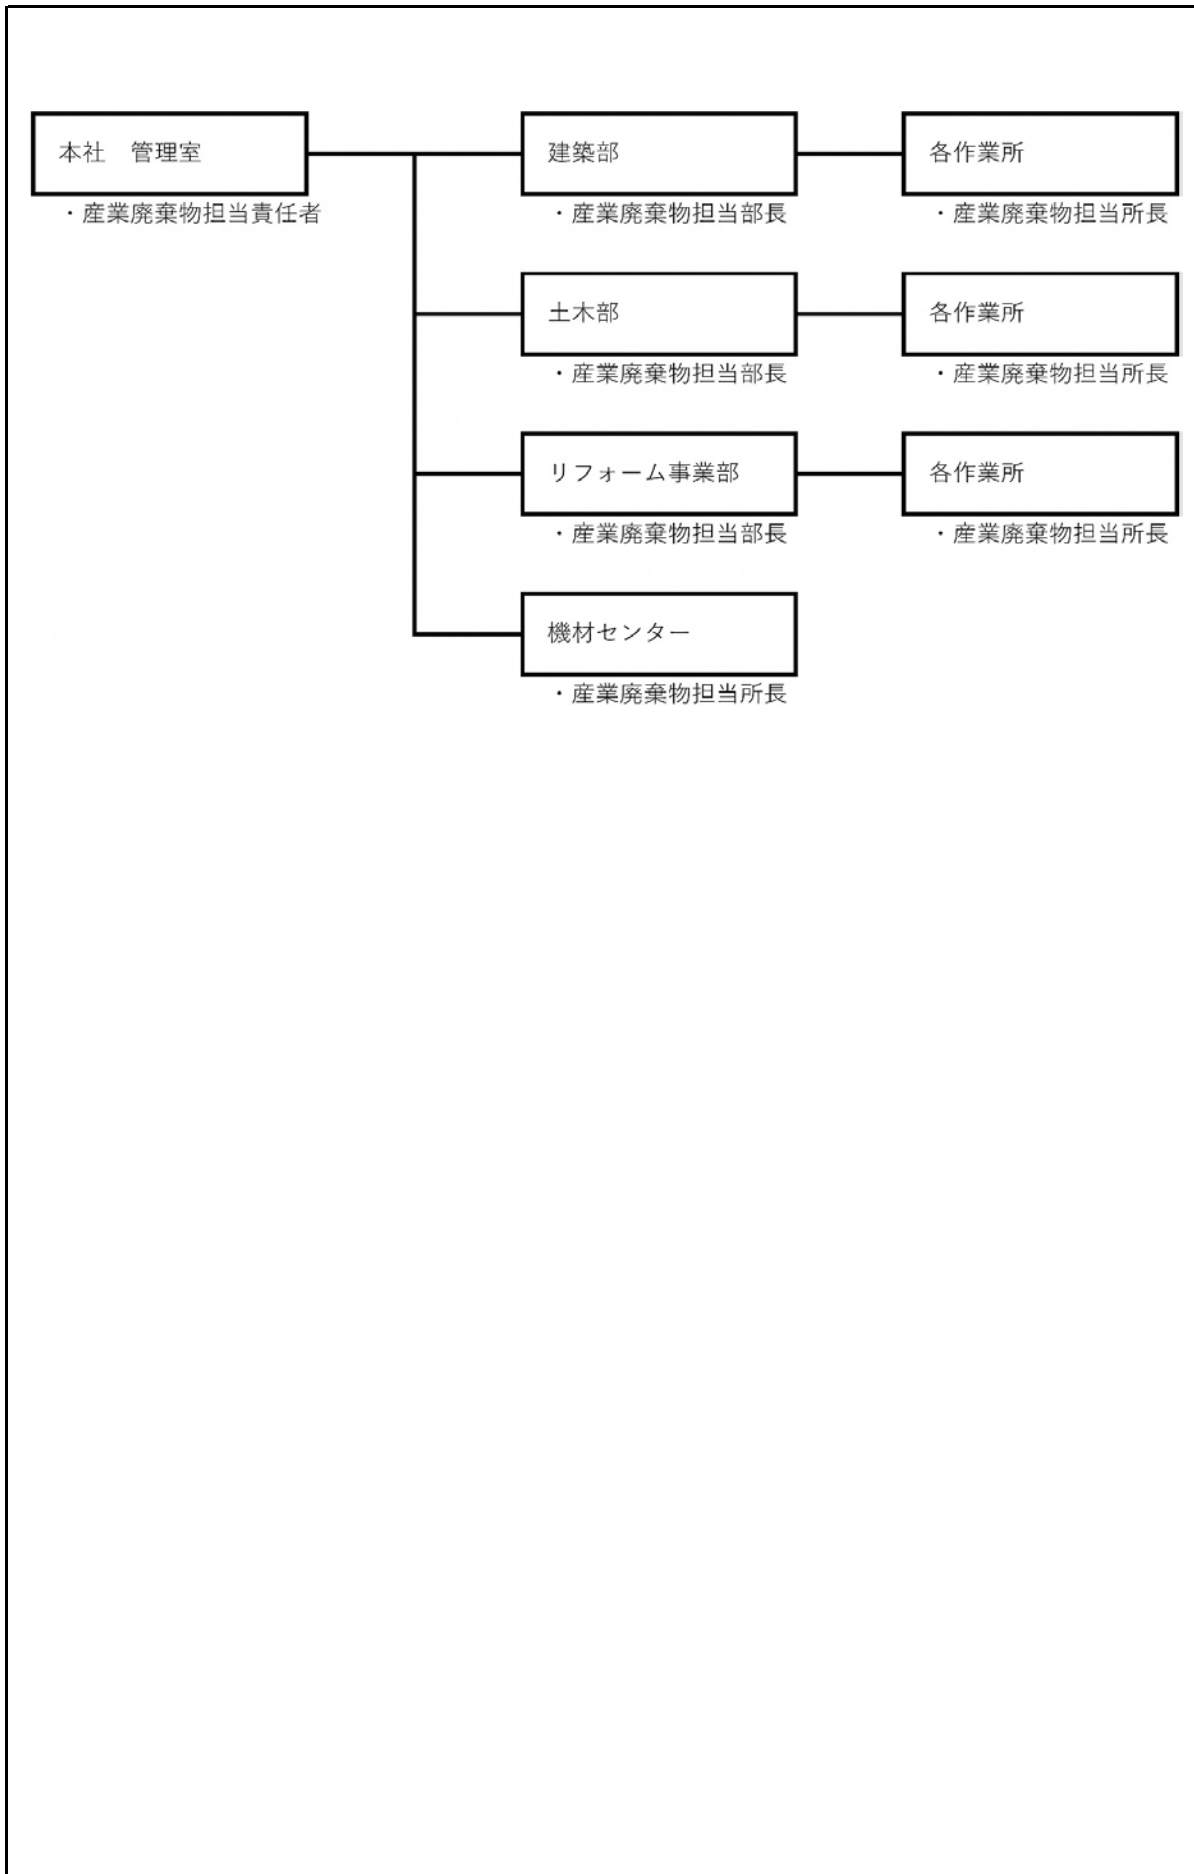 本社　管理室
・産業廃棄物担当責任者
建築部
・産業廃棄物担当部長
各作業所
・産業廃棄物担当所長
土木部
・産業廃棄物担当部長
各作業所
・産業廃棄物担当所長
リフォーム事業部
・産業廃棄物担当部長
各作業所
・産業廃棄物担当所長
機材センター
・産業廃棄物担当所長